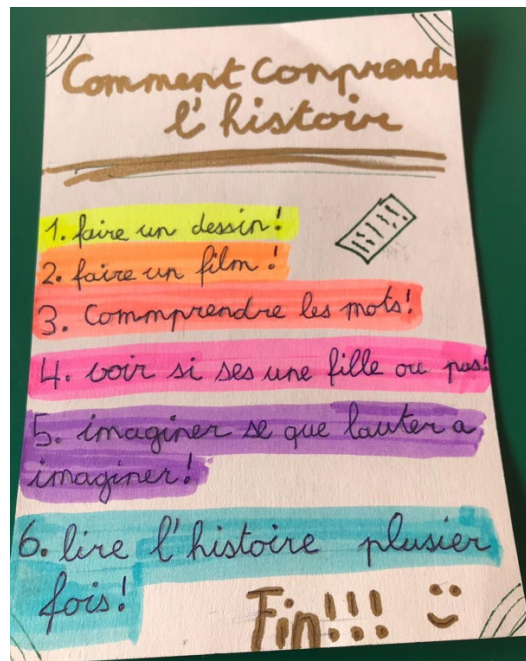 Comment conprendr
l'histoire
1. faire un dessin!
2. faire un film!
3. Commprendre les mots!
4. voir si ses une fille ou pas!
5. imaginer se que lauter a
imaginer!
6. lire l'histoire plusier
fois!
Fin!!!